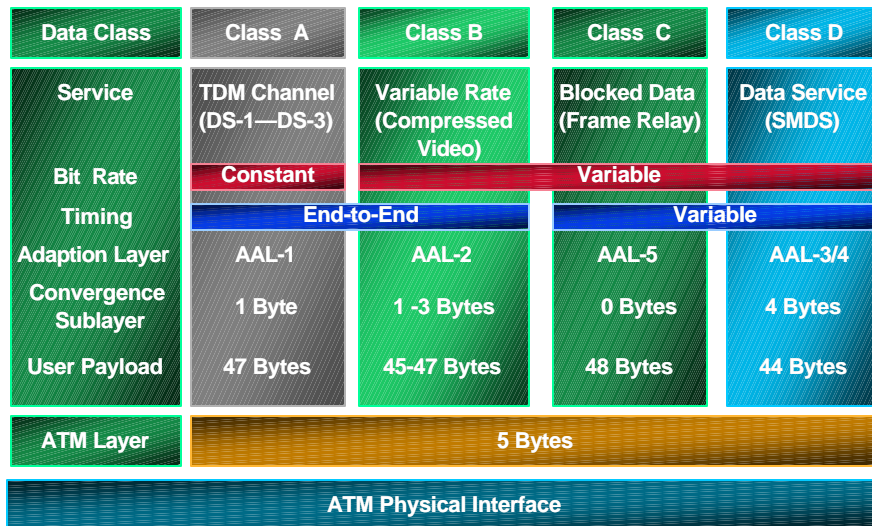 Data Class Class A Class B Class C Class D
Service TDM Channel Variable Rate Blocked Data Data Service
(DS-1—DS-3) (Compressed (Frame Relay) (SMDS)
Video)
Bit Rate Constant Variable
Timing End-to-End Variable
Adaption Layer AAL-1 AAL-2 AAL-5 AAL-3/4
Convergence
Sublayer 1 Byte 1 -3 Bytes 0 Bytes 4 Bytes
User Payload 47 Bytes 45-47 Bytes 48 Bytes 44 Bytes
ATM Layer 5 Bytes
ATM Physical Interface